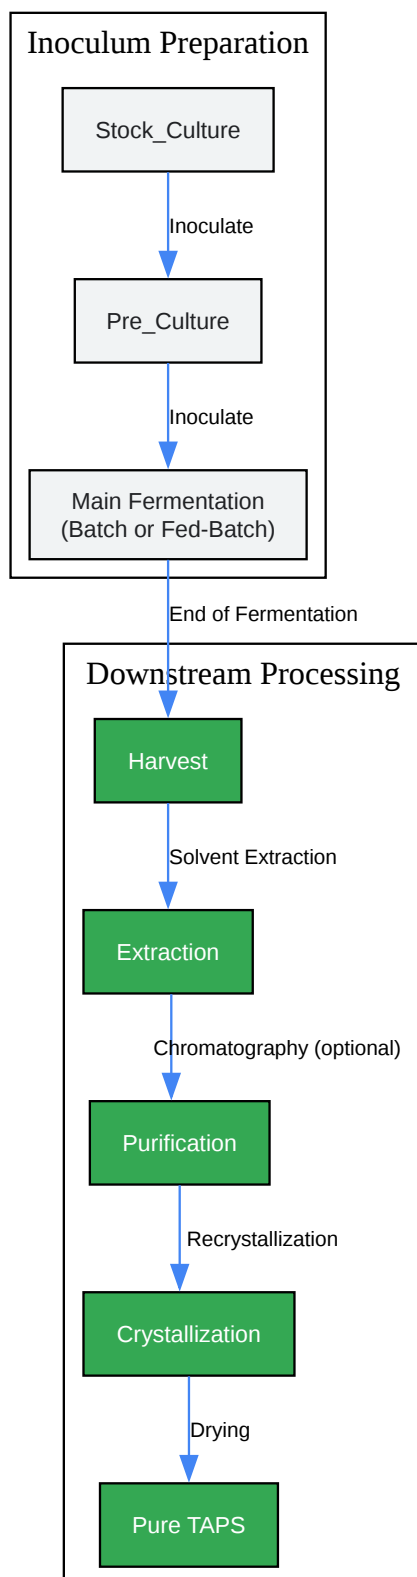 Inoculum Preparation
Stock_Culture
Inoculate
Pre_Culture
Inoculate
Main Fermentation
(Batch or Fed-Batch)
End of Fermentation
Downstream Processing
Harvest
Solvent Extraction
Extraction
Chromatography (optional)
Purification
Recrystallization
Crystallization
Drying
Pure TAPS